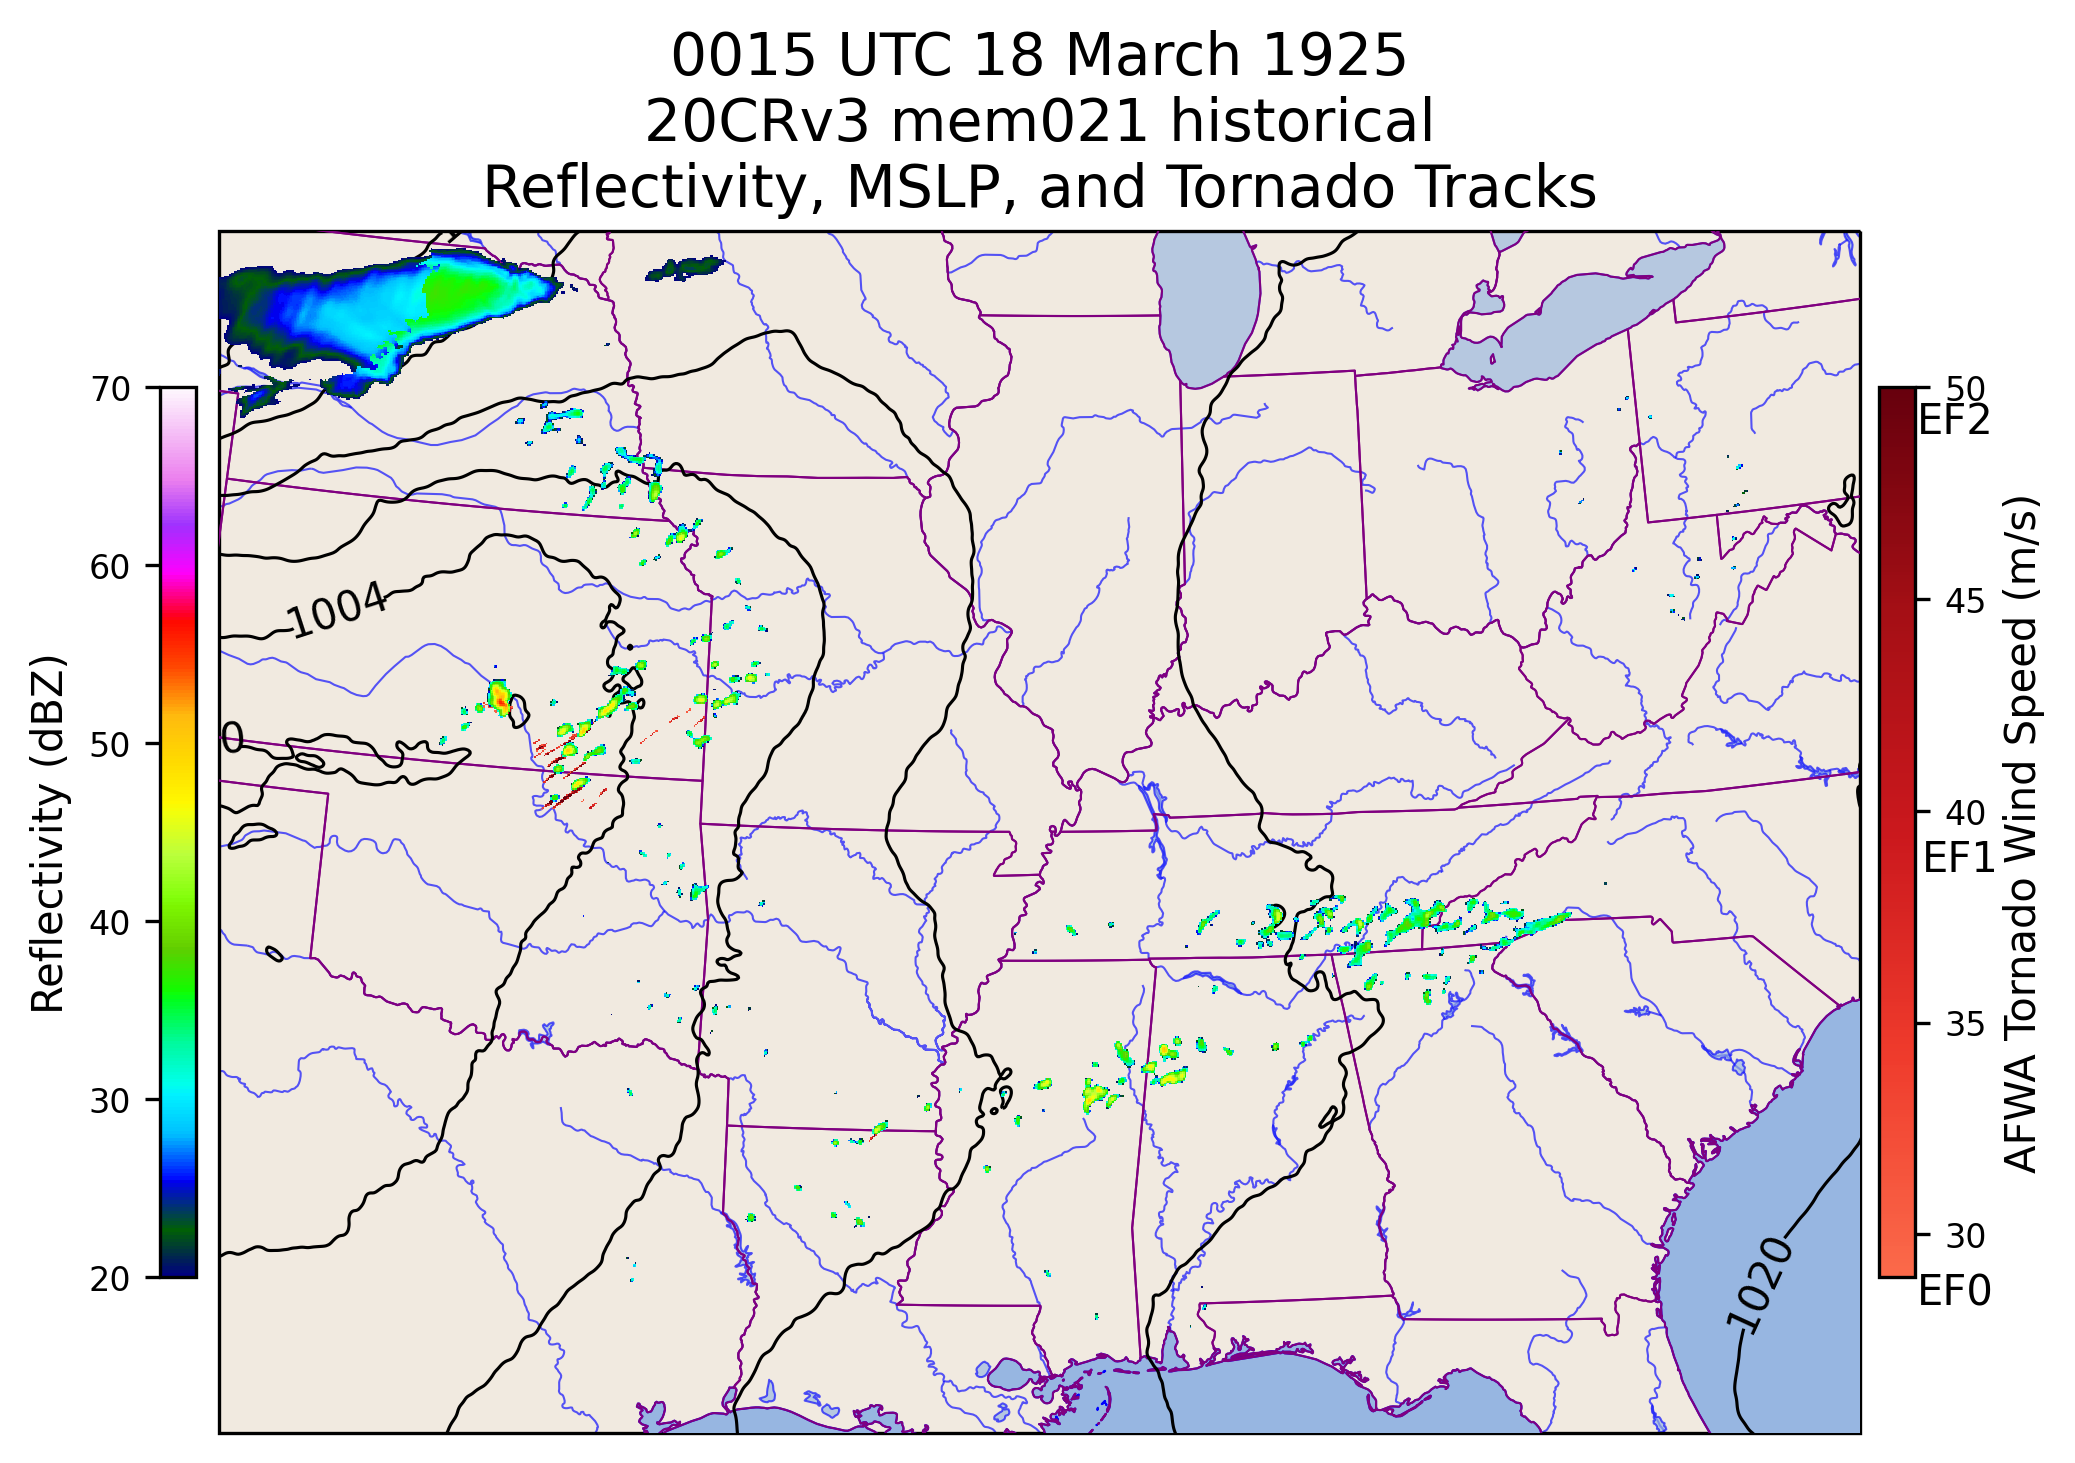 0015 UTC 18 March 1925
20CRv3 mem021 historical
Reflectivity, MSLP, and Tornado Tracks
70
60
50
40
30
20
Reflectivity (dBZ)
1004
0
1020
50
EF2
45
40
EF1
35
30
EF0
AFWA Tornado Wind Speed (m/s)